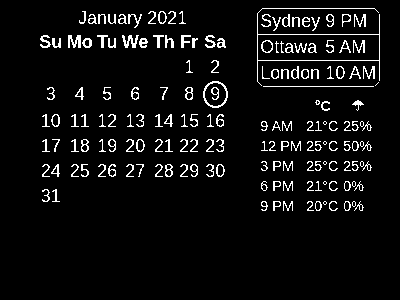 January 2021
Su Mo Tu We Th Fr Sa
1 2
3 4 5 6 7 8 9
10 11 12 13 14 15 16
17 18 19 20 21 22 23
24 25 26 27 28 29 30
31
Sydney 9 PM
Ottawa 5 AM
London 10 AM
°C ☂
9 AM 21°C 25%
12 PM 25°C 50%
3 PM 25°C 25%
6 PM 21°C 0%
9 PM 20°C 0%